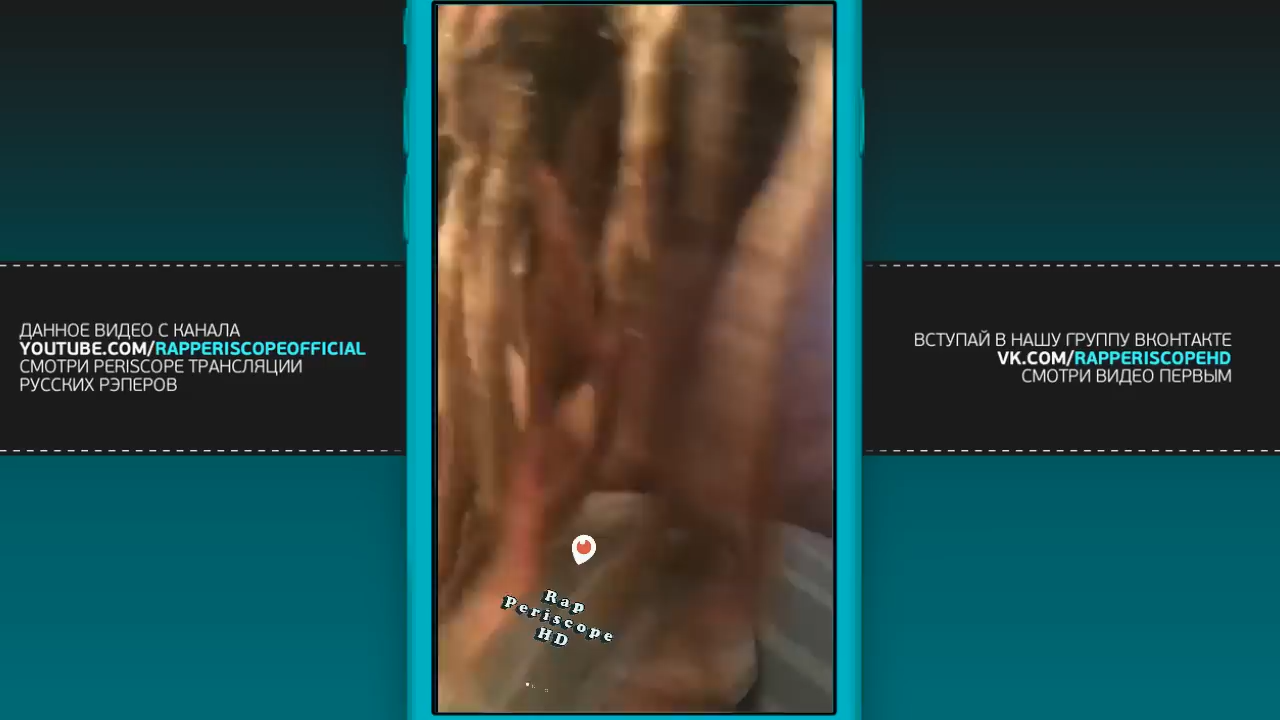 ДАННОЕ ВИДЕО С КАНАЛА
YOUTUBE.COM/RAPPERISCOPEOFFICIAL
СМОТРИ PERISCOPE ТРАНСЛЯЦИИ
РУССКИХ РЭПЕРОВ
ВСТУПАЙ В НАШУ ГРУППУ ВКОНТАКТЕ
VK.COM/RAPPERISCOPEHD
СМОТРИ ВИДЕО ПЕРВЫМ
Rap
Periscope
HD